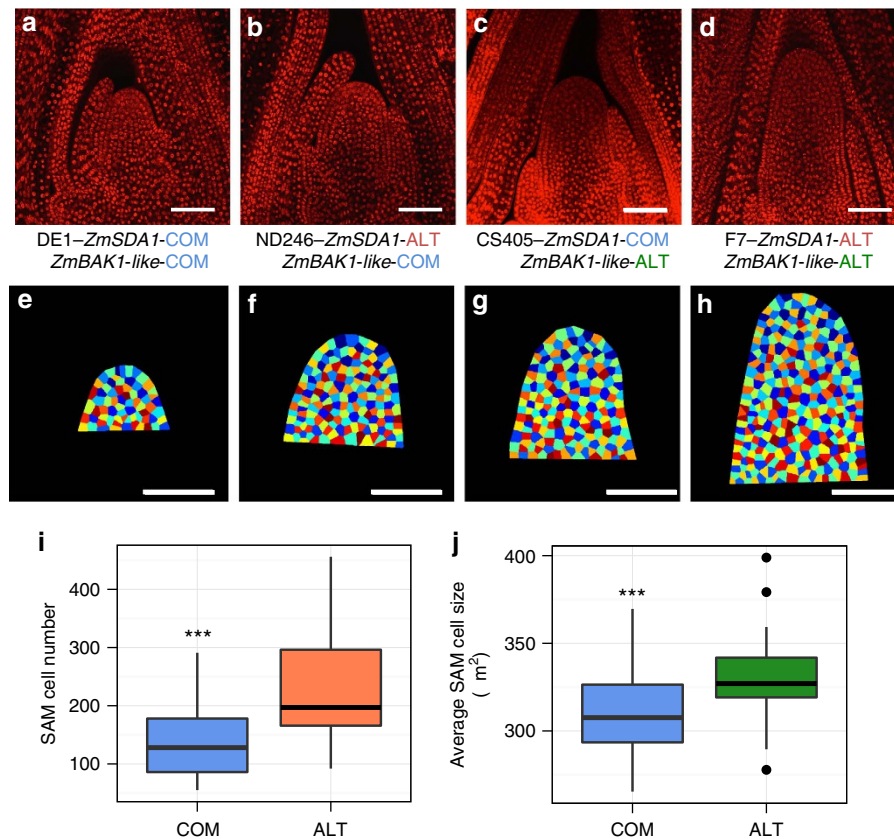 a
b
c
d
DE1–ZmSDA1-COM
ZmBAK1-like-COM
ND246–ZmSDA1-ALT
ZmBAK1-like-COM
CS405–ZmSDA1-COM
ZmBAK1-like-ALT
F7–ZmSDA1-ALT
ZmBAK1-like-ALT
e
f
g
h
i
SAM cell number
400
300
200
100
***
COM
ALT
j
Average SAM cell size
( m²)
400
350
300
***
COM
ALT